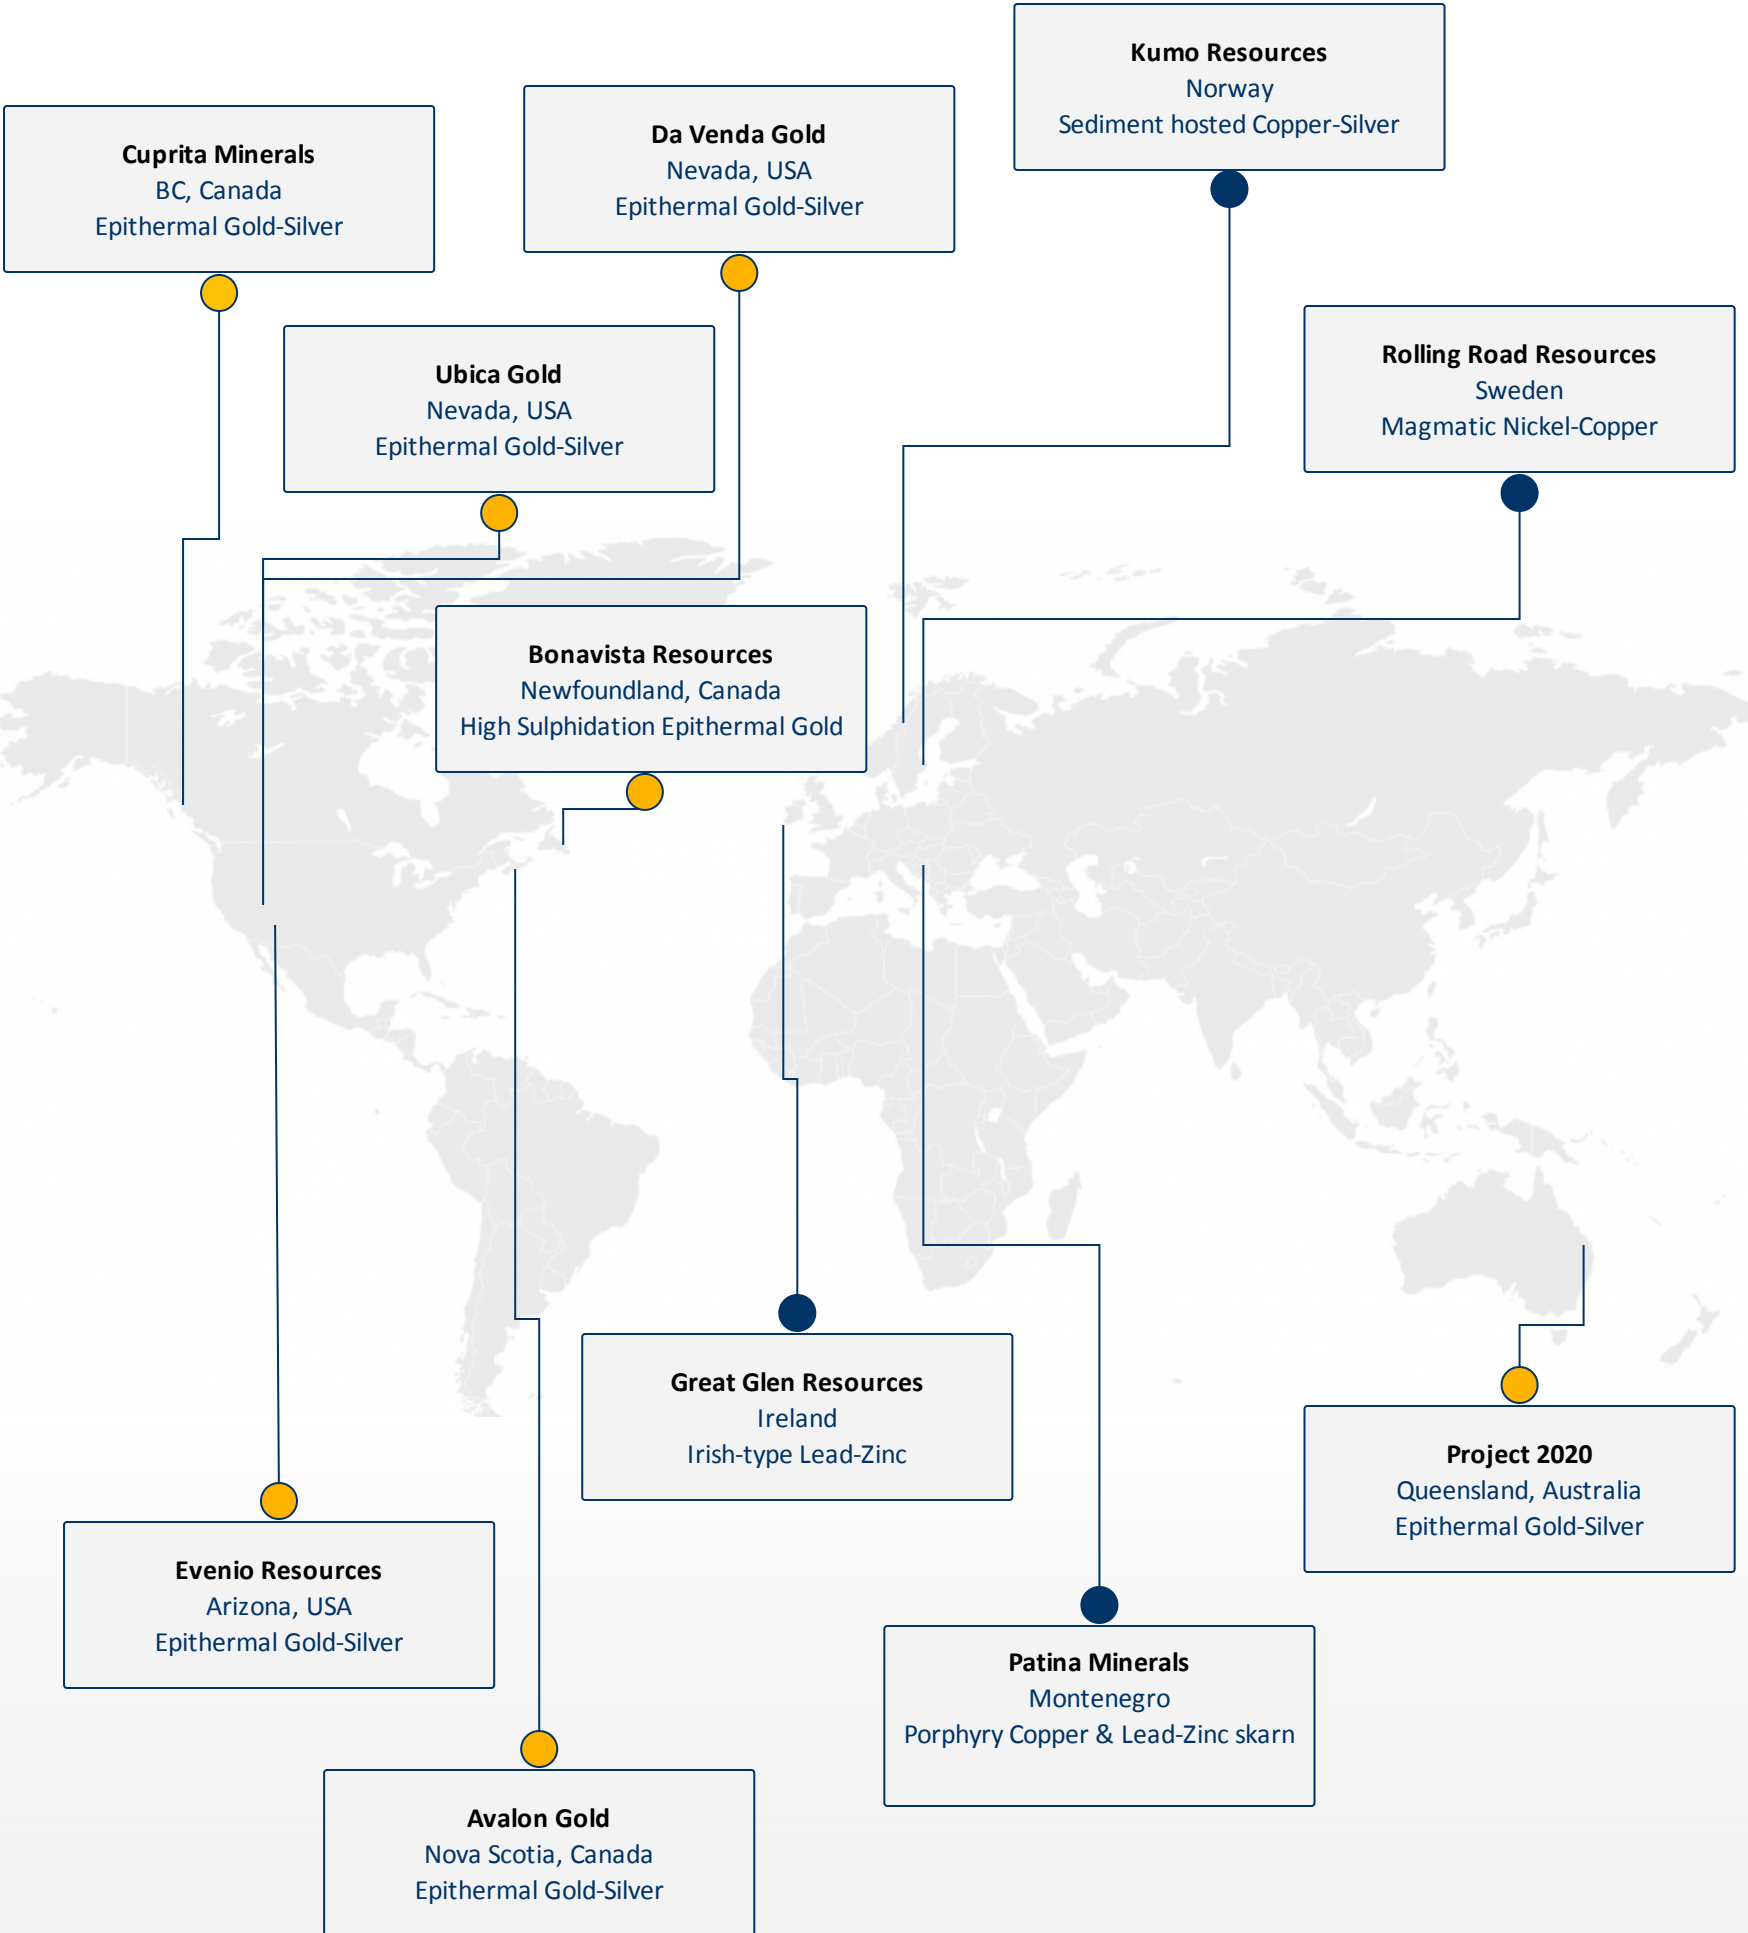 Kumo Resources
Norway
Sediment hosted Copper-Silver
Da Venda Gold
Nevada, USA
Epithermal Gold-Silver
Cuprita Minerals
BC, Canada
Epithermal Gold-Silver
Ubica Gold
Nevada, USA
Epithermal Gold-Silver
Rolling Road Resources
Sweden
Magmatic Nickel-Copper
Bonavista Resources
Newfoundland, Canada
High Sulphidation Epithermal Gold
Great Glen Resources
Ireland
Irish-type Lead-Zinc
Project 2020
Queensland, Australia
Epithermal Gold-Silver
Evenio Resources
Arizona, USA
Epithermal Gold-Silver
Patina Minerals
Montenegro
Porphyry Copper & Lead-Zinc skarn
Avalon Gold
Nova Scotia, Canada
Epithermal Gold-Silver